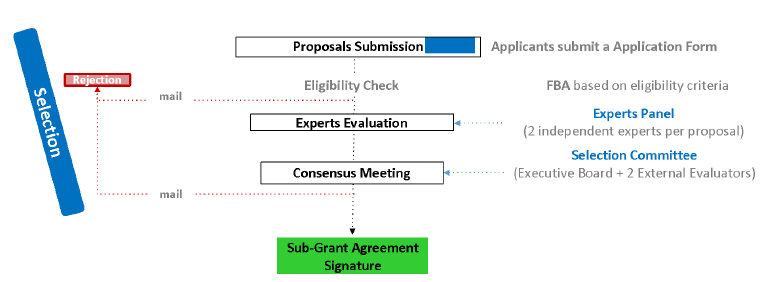 Selection
Proposals Submission
Applicants submit a Application Form
Rejection
Eligibility Check
FBA based on eligibility criteria
mail
Experts Evaluation
Experts Panel
(2 independent experts per proposal)
Consensus Meeting
Selection Committee
(Executive Board + 2 External Evaluators)
mail
Sub-Grant Agreement
Signature